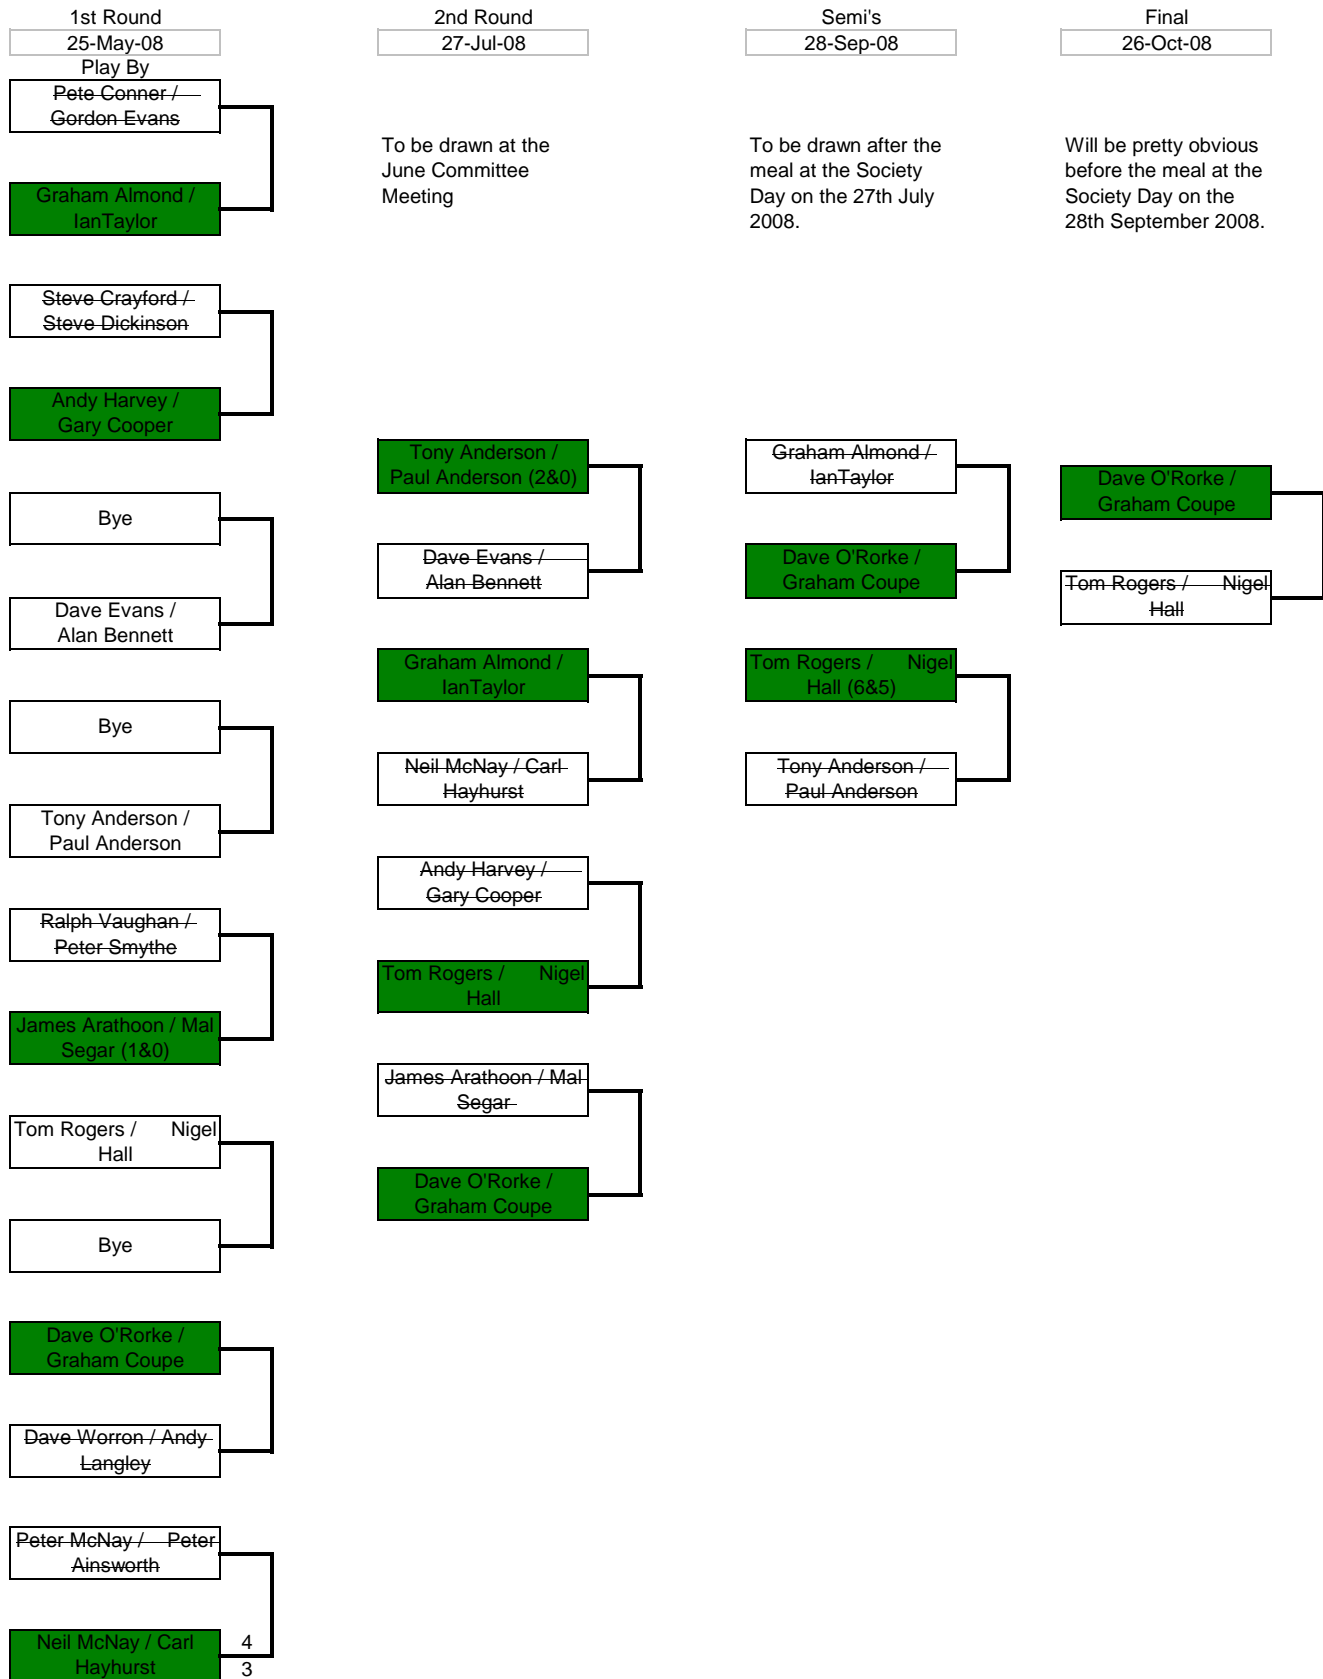 1st Round
25-May-08
Play By
Pete Conner /
Gordon Evans
Graham Almond /
IanTaylor
Steve Crayford /
Steve Dickinson
Andy Harvey /
Gary Cooper
Bye
Dave Evans /
Alan Bennett
Bye
Tony Anderson /
Paul Anderson
Ralph Vaughan /
Peter Smythe
James Arathoon / Mal
Segar (1&0)
Tom Rogers / Nigel
Hall
Bye
Dave O'Rorke /
Graham Coupe
Dave Worron / Andy
Langley
Peter McNay / Peter
Ainsworth
Neil McNay / Carl
Hayhurst
4
3
2nd Round
27-Jul-08
To be drawn at the
June Committee
Meeting
Tony Anderson /
Paul Anderson (2&0)
Dave Evans /
Alan Bennett
Graham Almond /
IanTaylor
Neil McNay / Carl
Hayhurst
Andy Harvey /
Gary Cooper
Tom Rogers / Nigel
Hall
James Arathoon / Mal
Segar
Dave O'Rorke /
Graham Coupe
Semi's
28-Sep-08
To be drawn after the
meal at the Society
Day on the 27th July
2008.
Graham Almond /
IanTaylor
Dave O'Rorke /
Graham Coupe
Tom Rogers / Nigel
Hall (6&5)
Tony Anderson /
Paul Anderson
Final
26-Oct-08
Will be pretty obvious
before the meal at the
Society Day on the
28th September 2008.
Dave O'Rorke /
Graham Coupe
Tom Rogers / Nigel
Hall